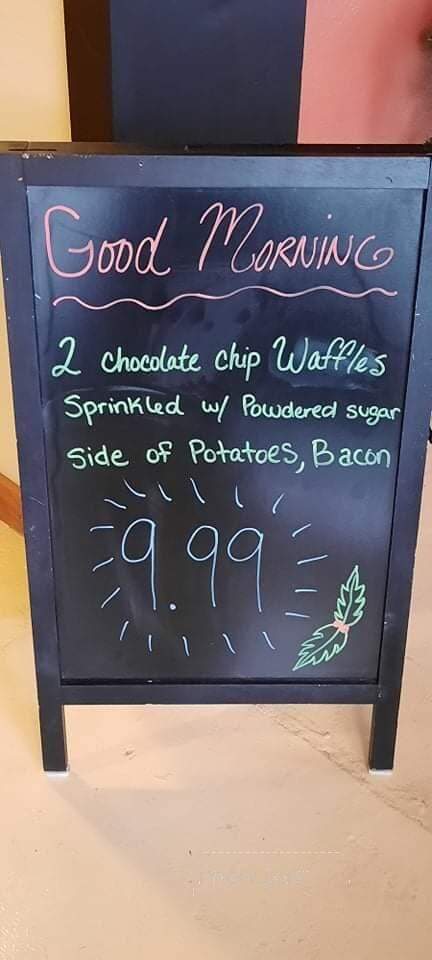 Good Morning
2 chocolate chip Waffles
Sprinkled w/ Powdered sugar
Side of Potatoes, Bacon
9.99